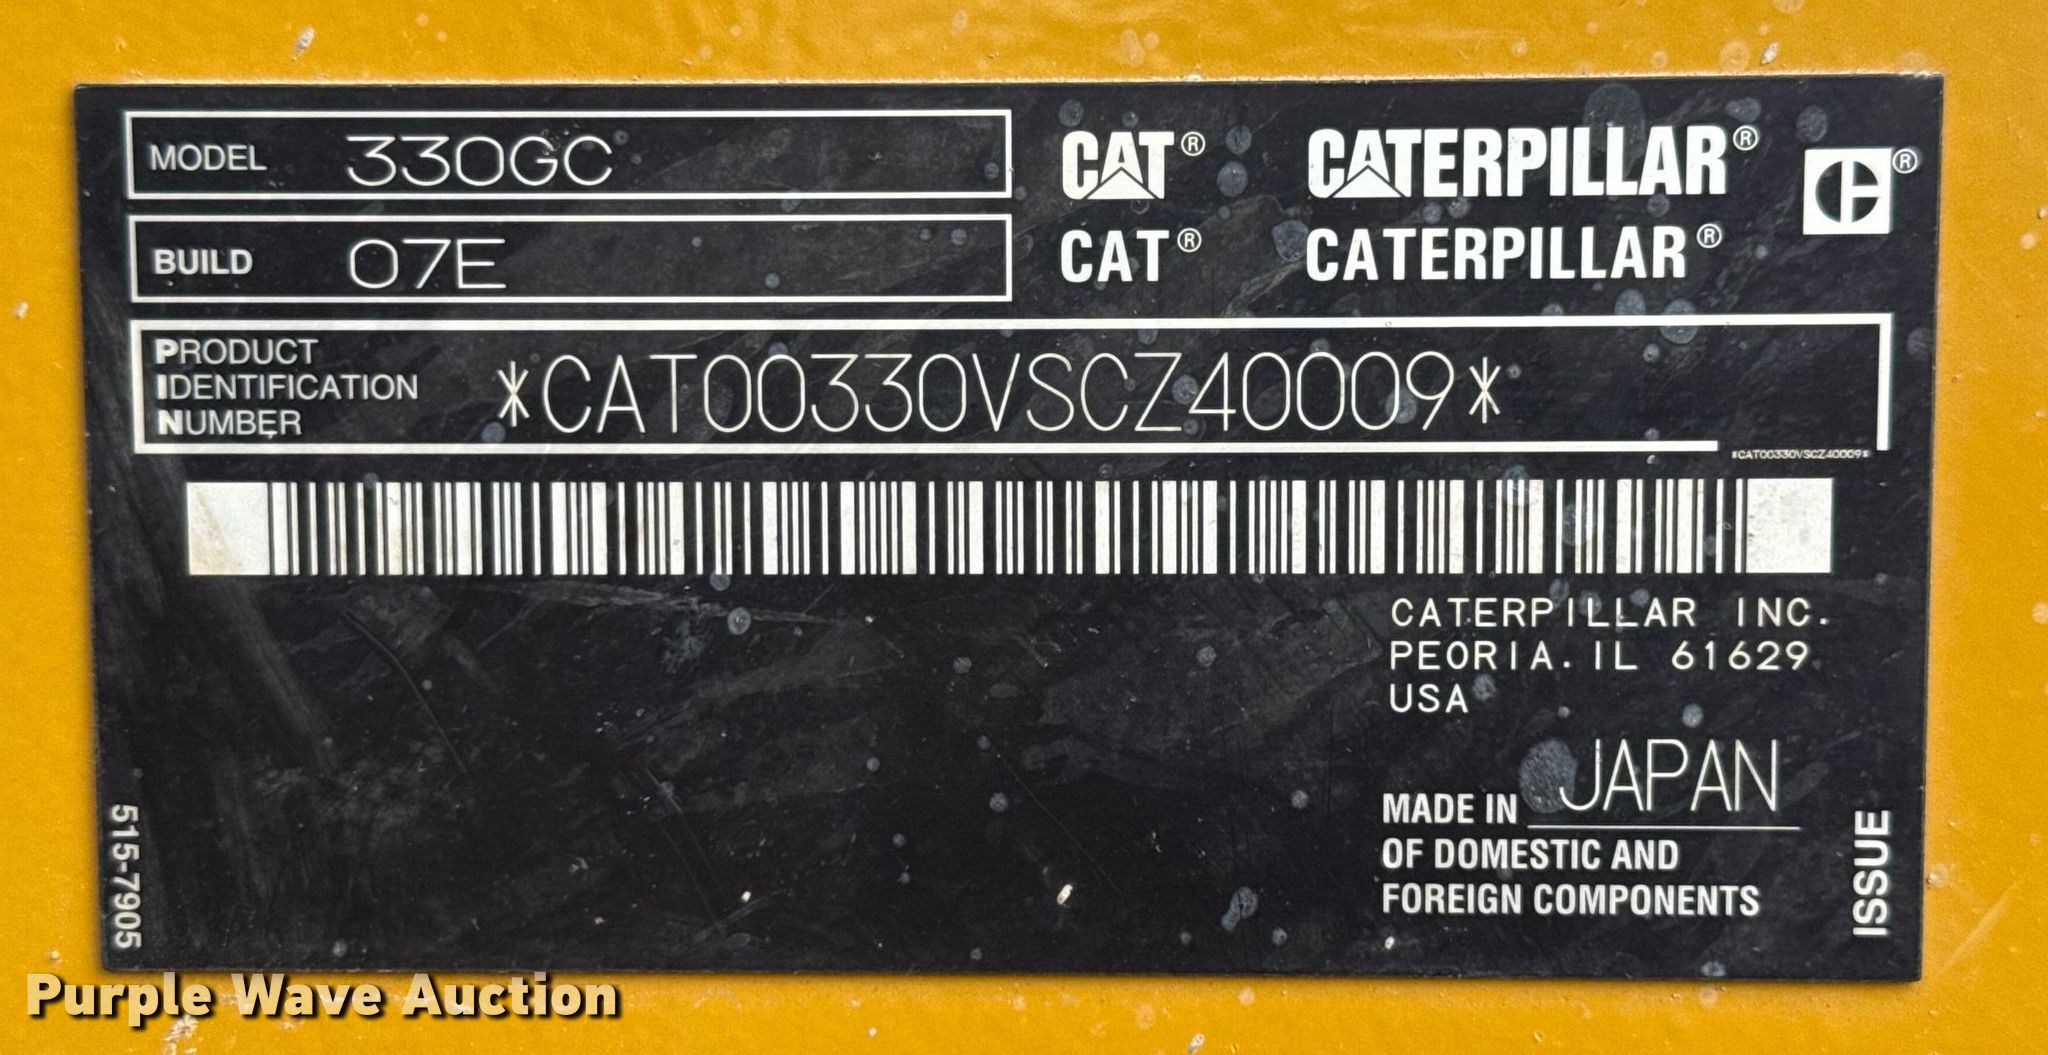 MODEL 330GC
BUILD 07E
CAT® CATERPILLAR® ®
CAT® CATERPILLAR®
PRODUCT
IDENTIFICATION
NUMBER
*CAT00330VSCZ40009*
*CAT00330VSCZ40009*
CATERPILLAR INC.
PEORIA. IL 61629
USA
MADE IN JAPAN
OF DOMESTIC AND
FOREIGN COMPONENTS
ISSUE
515-7905
Purple Wave Auction